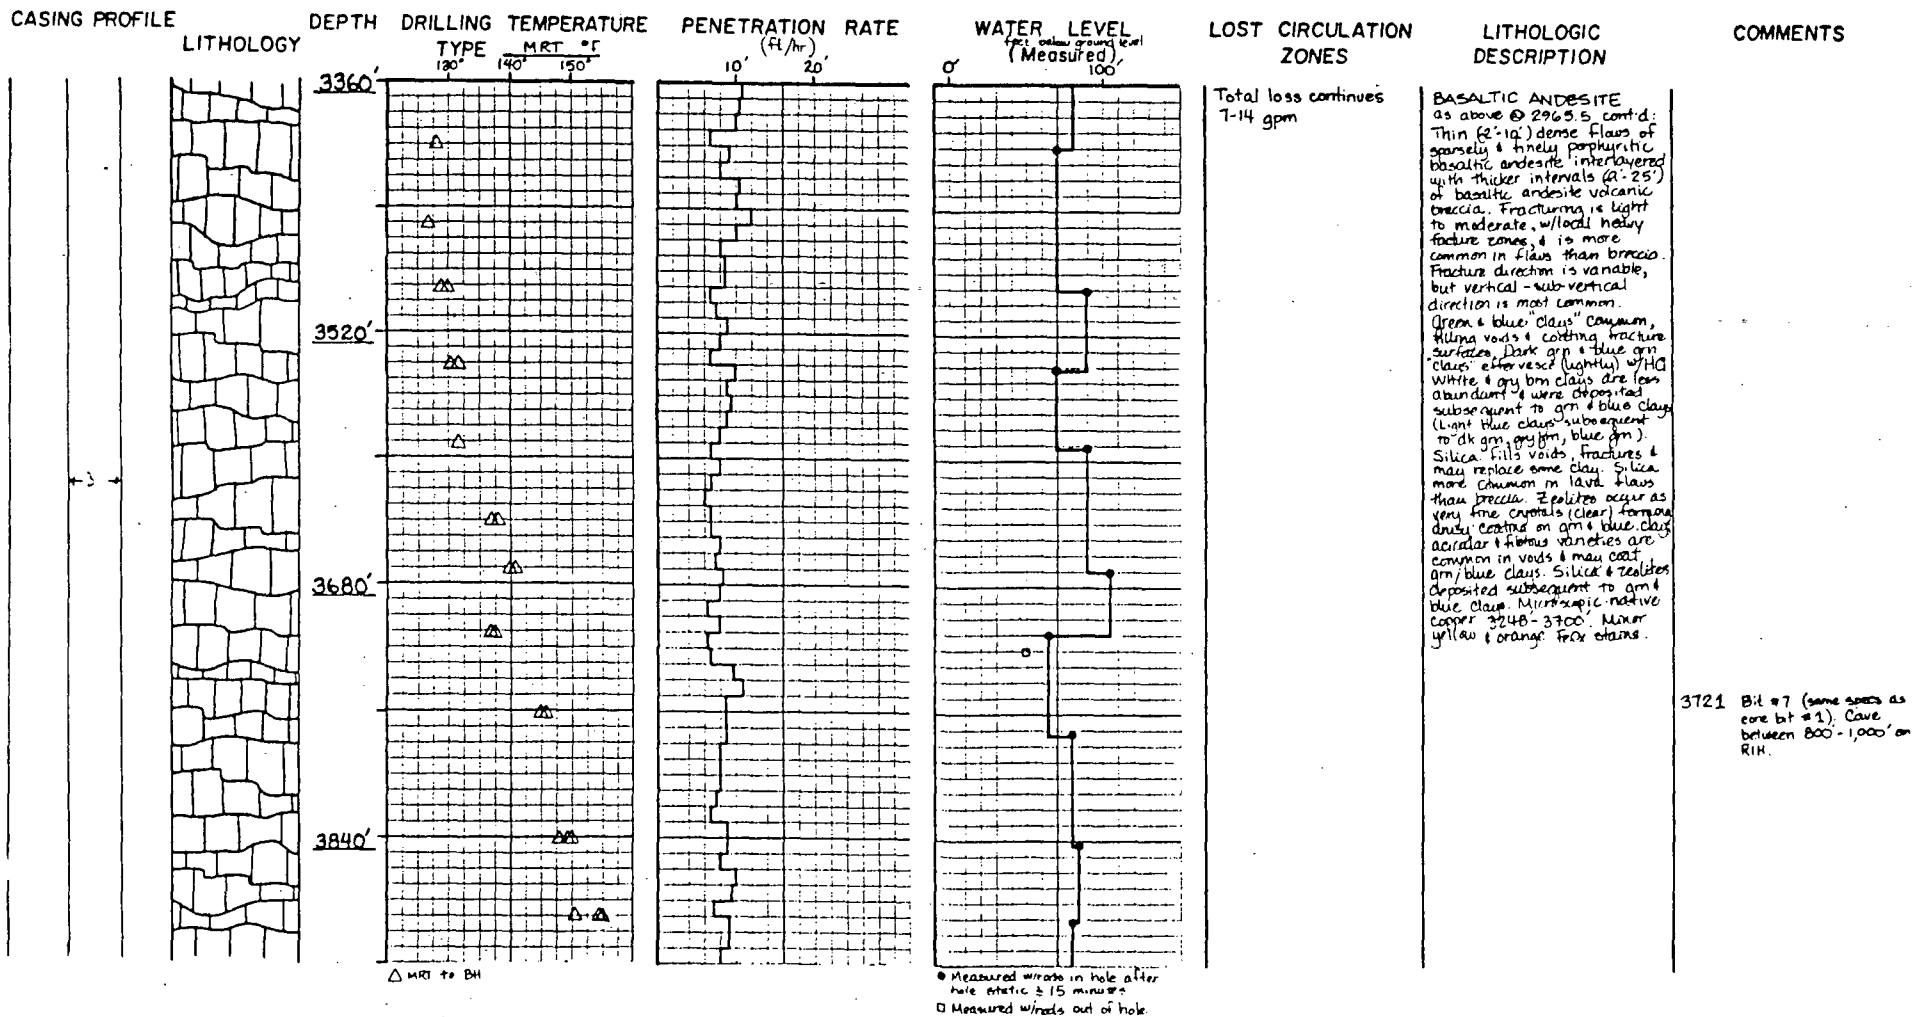 CASING PROFILE
LITHOLOGY
DEPTH
DRILLING TEMPERATURE
TYPE MRT °F
130' 140' 150'
PENETRATION RATE
(ft/hr)
10' 20'
WATER LEVEL
feet below ground level
(Measured)
0' 100'
LOST CIRCULATION
ZONES
LITHOLOGIC
DESCRIPTION
COMMENTS
3360'
3520'
3680'
3840'
Total loss continues
7-14 gpm
BASALTIC ANDESITE
as above @ 2965.5 cont'd:
Thin (2'-10') dense flows of
sparsely & finely porphyritic
basaltic andesite interlayered
with thicker intervals (2'-25')
of basaltic andesite volcanic
breccia. Fracturing is light
to moderate, w/local heavy
facture zones, & is more
common in flows than breccia.
Fracture direction is variable,
but vertical-sub-vertical
direction is most common.
Green & blue "clays" common,
filling voids & coating fracture
surfaces. Dark grn & blue grn
"clays" effervesce (lightly) w/HCl
White & gry brn clays are less
abundant & were deposited
subsequent to grn & blue clays
(Light blue clays subsequent
to dk grn, gry brn, blue grn).
Silica fills voids, fractures &
may replace some clay. Silica
more common in lava flows
than breccia. Zeolites occur as
very fine crystals (clear) forming
drusy coating on grn & blue clays
acicular & fibrous varieties are
common in voids & may coat
grn/blue clays. Silica & zeolites
deposited subsequent to grn &
blue clays. Microscopic native
copper 3248-3700'. Minor
yellow & orange FeOx stains.
3721 Bit #7 (same specs as
core bit #1). Cave
between 800'-1,000' on
RIH.
△ MRT to BH
● Measured w/rods in hole after
hole static ≥ 15 minutes
□ Measured w/rods out of hole.